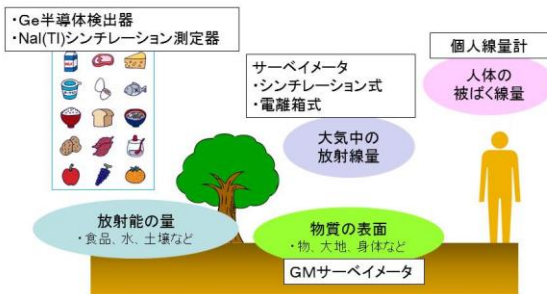 ・Ge半導体検出器
・NaI(Tl)シンチレーション測定器
サーベイメータ
・シンチレーション式
・電離箱式
個人線量計
人体の
被ばく線量
大気中の
放射線量
放射能の量
・食品、水、土壌など
物質の表面
・物、大地、身体など
GMサーベイメータ